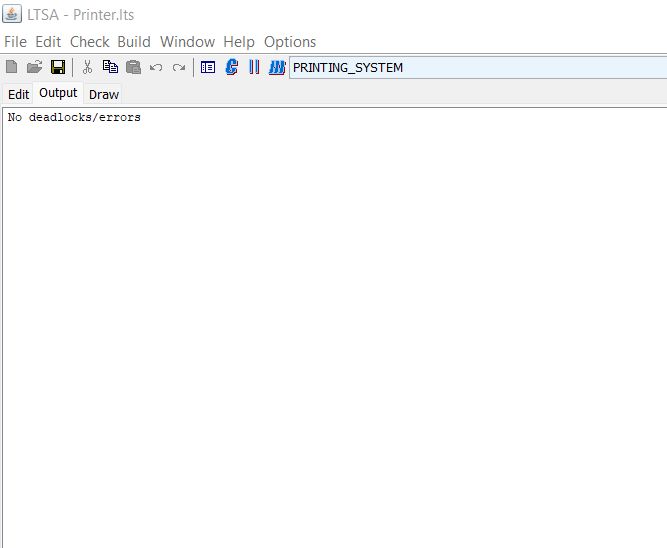 LTSA - Printer.lts
File Edit Check Build Window Help Options
PRINTING_SYSTEM
Edit Output Draw
No deadlocks/errors